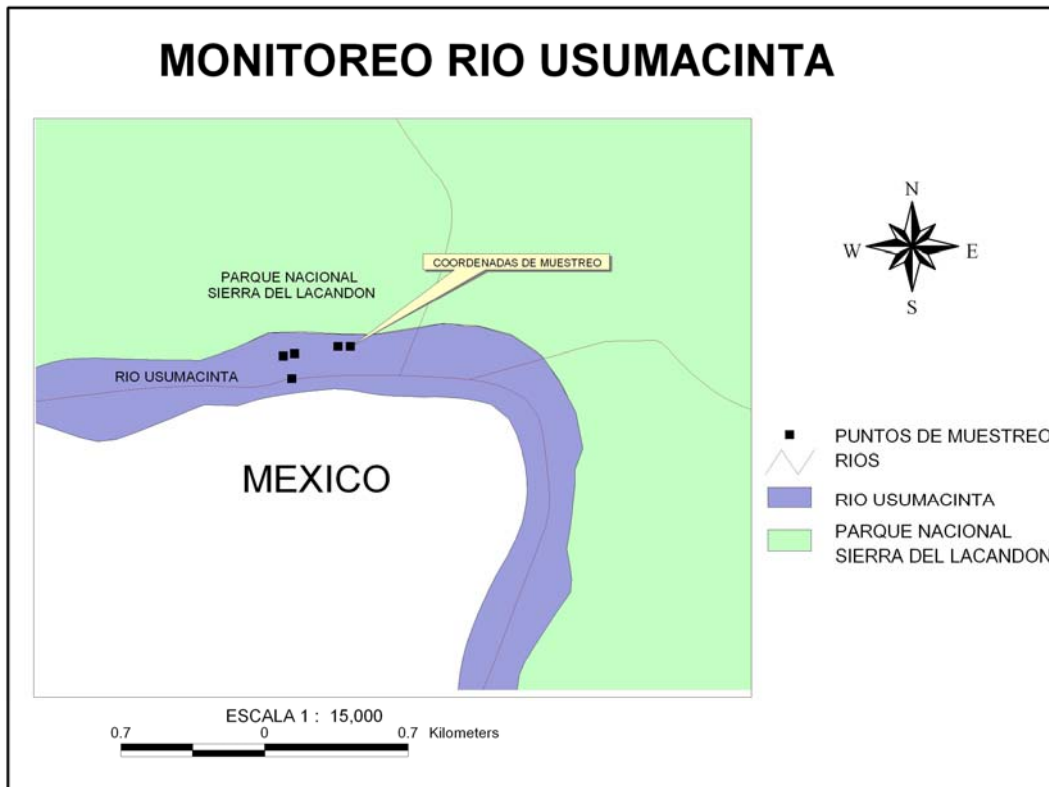 MONITOREO RIO USUMACINTA
COORDENADAS DE MUESTREO
PARQUE NACIONAL
SIERRA DEL LACANDON
RIO USUMACINTA
MEXICO
N
W
E
S
PUNTOS DE MUESTREO
RIOS
RIO USUMACINTA
PARQUE NACIONAL
SIERRA DEL LACANDON
ESCALA 1 : 15,000
0.7 0 0.7 Kilometers